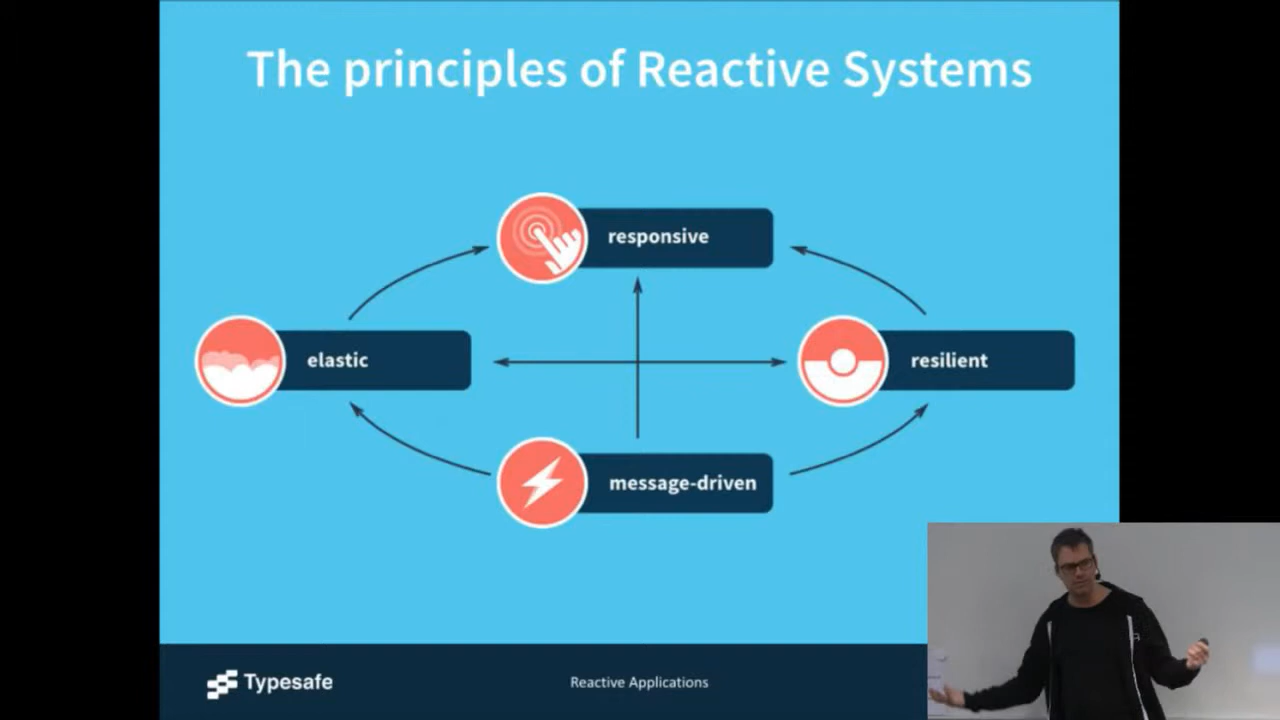 The principles of Reactive Systems
responsive
elastic
resilient
message-driven
Typesafe
Reactive Applications